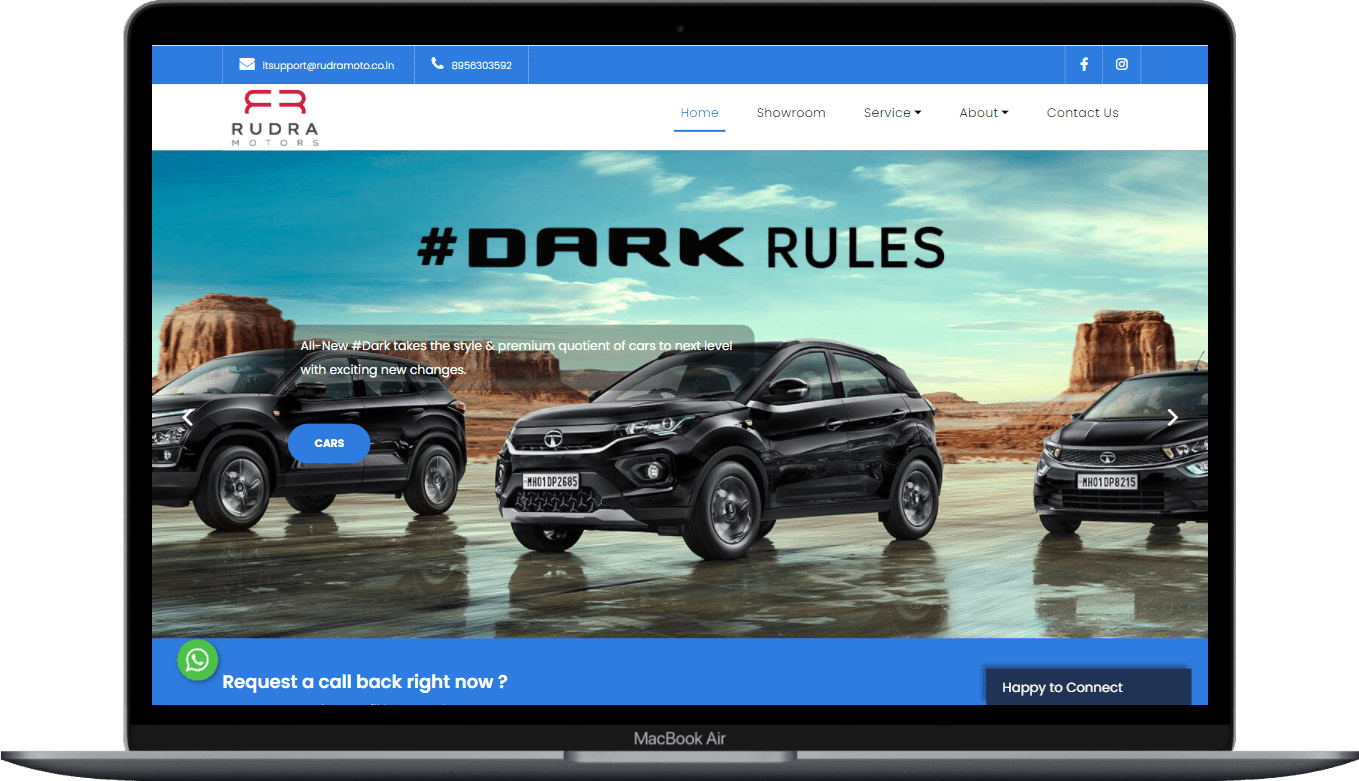 ltsupport@rudramoto.co.in 8956303592
RUDRA
MOTORS
Home Showroom Service About Contact Us
#DARK RULES
All-New #Dark takes the style & premium quotient of cars to next level
with exciting new changes.
CARS
MH01DP2685
MH01DP8215
Request a call back right now ?
Happy to Connect
MacBook Air